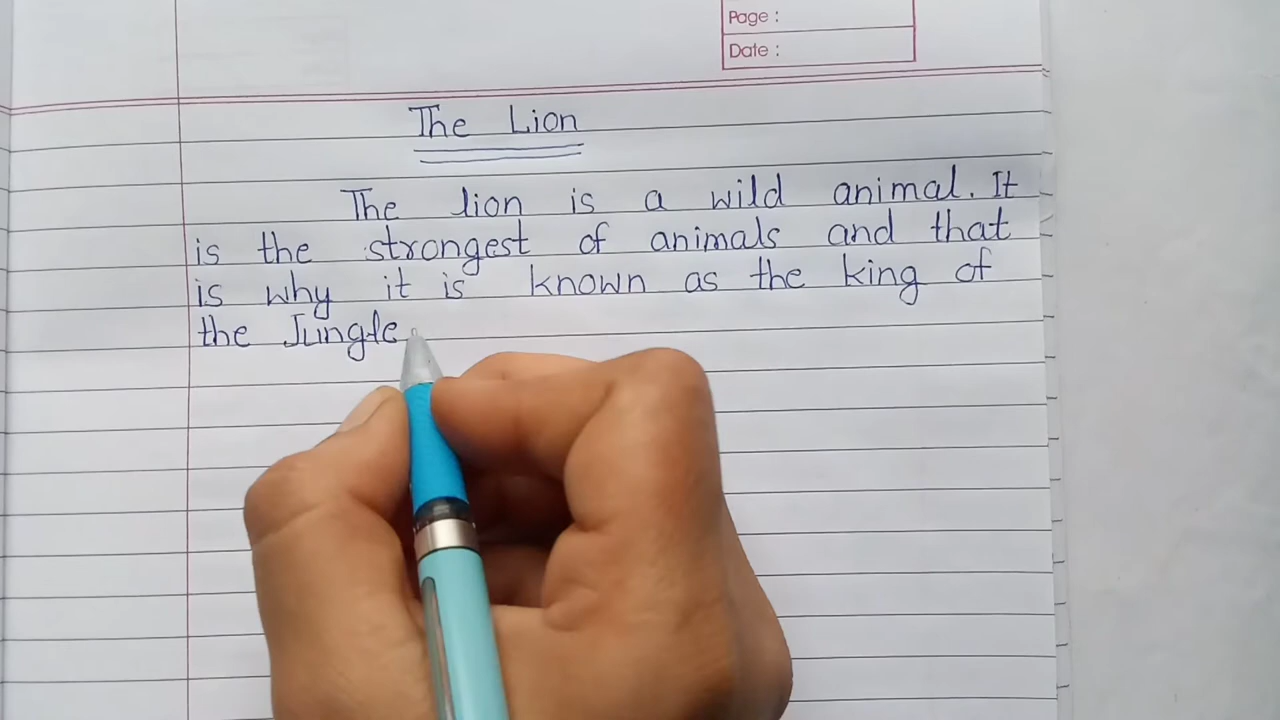 Page :
Date :
The Lion
The lion is a wild animal. It
is the strongest of animals and that
is why it is known as the king of
the Jungle